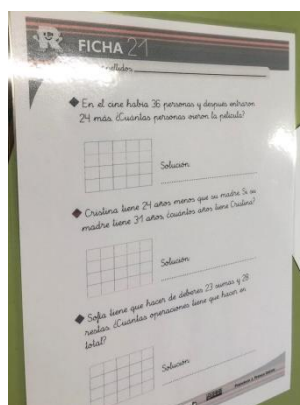 FICHA 21
En el cine había 36 personas y después entraron
24 más. ¿Cuántas personas vieron la película?
Solución:
Cristina tiene 24 años menos que su madre. Si su
madre tiene 31 años, ¿cuántos años tiene Cristina?
Solución:
Sofía tiene que hacer de deberes 23 sumas y 28
restas. ¿Cuántas operaciones tiene que hacer en
total?
Solución: